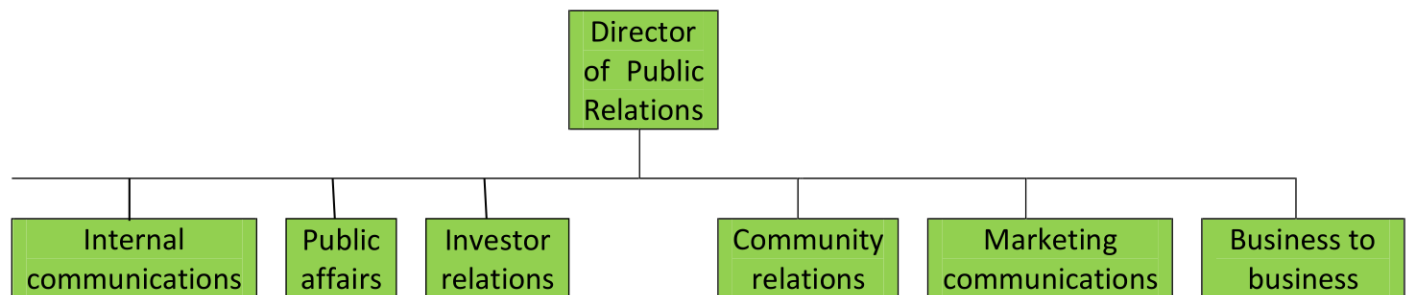 Director
of Public
Relations
Internal
communications
Public
affairs
Investor
relations
Community
relations
Marketing
communications
Business to
business